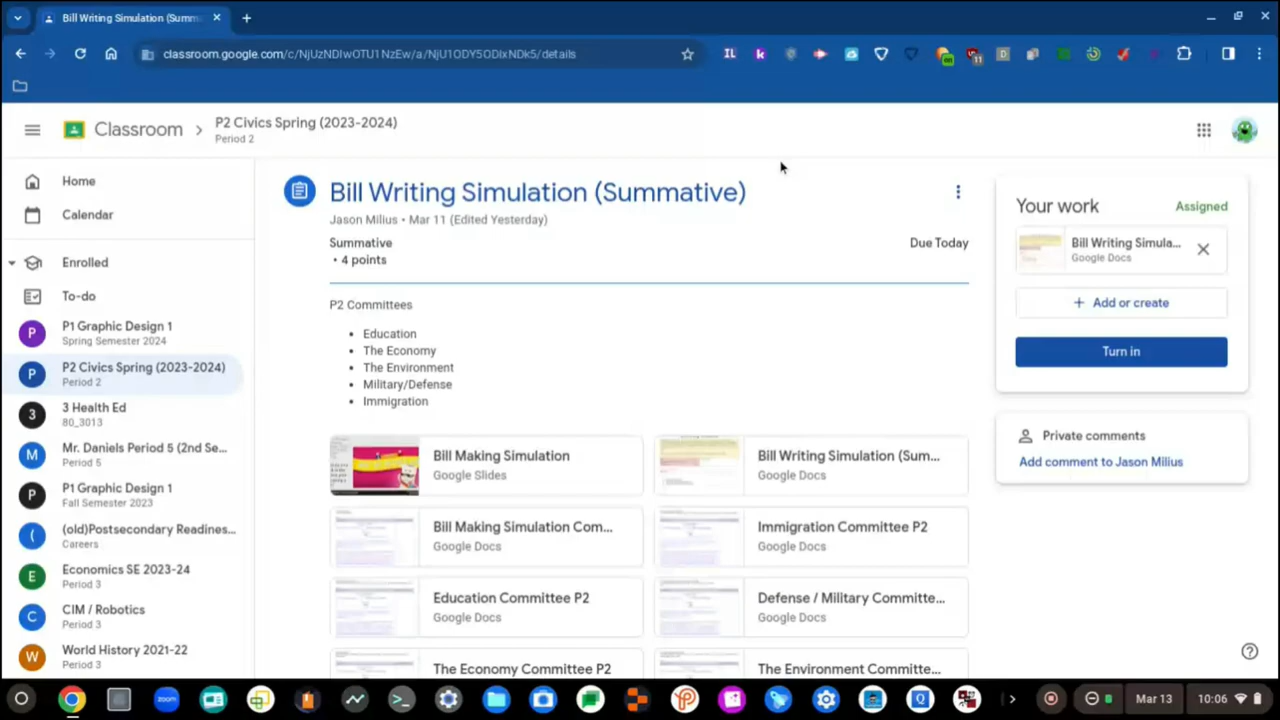 Bill Writing Simulation (Summ
classroom.google.com/c/NjUzNDIwOTU1NzEw/a/NjU1ODY5ODIxNDk5/details
IL
k
on
11
D
Classroom
P2 Civics Spring (2023-2024)
Period 2
Home
Calendar
Enrolled
To-do
P
P1 Graphic Design 1
Spring Semester 2024
P
P2 Civics Spring (2023-2024)
Period 2
3
3 Health Ed
80_3013
M
Mr. Daniels Period 5 (2nd Se...
Period 5
P
P1 Graphic Design 1
Fall Semester 2023
(
(old)Postsecondary Readines...
Careers
E
Economics SE 2023-24
Period 3
C
CIM / Robotics
Period 3
W
World History 2021-22
Period 3
Bill Writing Simulation (Summative)
Jason Milius • Mar 11 (Edited Yesterday)
Summative
• 4 points
Due Today
P2 Committees
• Education
• The Economy
• The Environment
• Military/Defense
• Immigration
Bill Making Simulation
Google Slides
Bill Writing Simulation (Sum...
Google Docs
Bill Making Simulation Com...
Google Docs
Immigration Committee P2
Google Docs
Education Committee P2
Google Docs
Defense / Military Committe...
Google Docs
The Economy Committee P2
The Environment Committe...
Your work
Assigned
Bill Writing Simula...
Google Docs
+ Add or create
Turn in
Private comments
Add comment to Jason Milius
zoom
Q
Mar 13
10:06